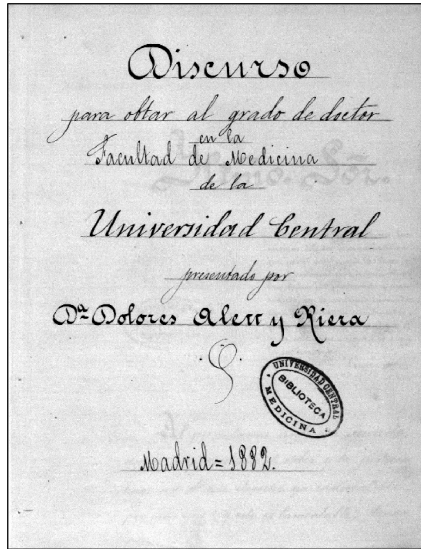 Discurso
para obtar al grado de doctor
en la
Facultad de Medicina
de la
Universidad Central
presentado por
Dª Dolores Aleu y Riera
UNIVERSIDAD CENTRAL
BIBLIOTECA
MEDICINA
Madrid = 1882.